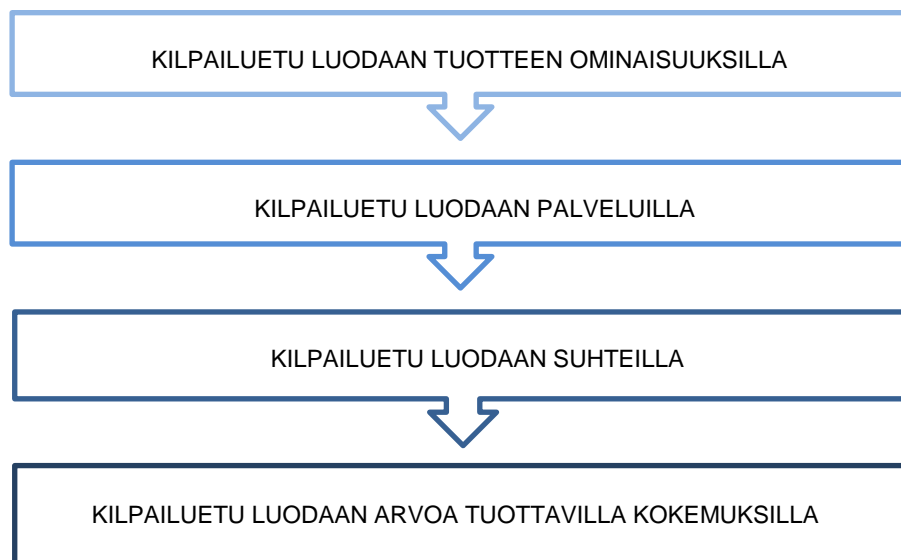 KILPAILUETU LUODAAN TUOTTEEN OMINAISUUKSILLA
KILPAILUETU LUODAAN PALVELUILLA
KILPAILUETU LUODAAN SUHTEILLA
KILPAILUETU LUODAAN ARVOA TUOTTAVILLA KOKEMUKSILLA